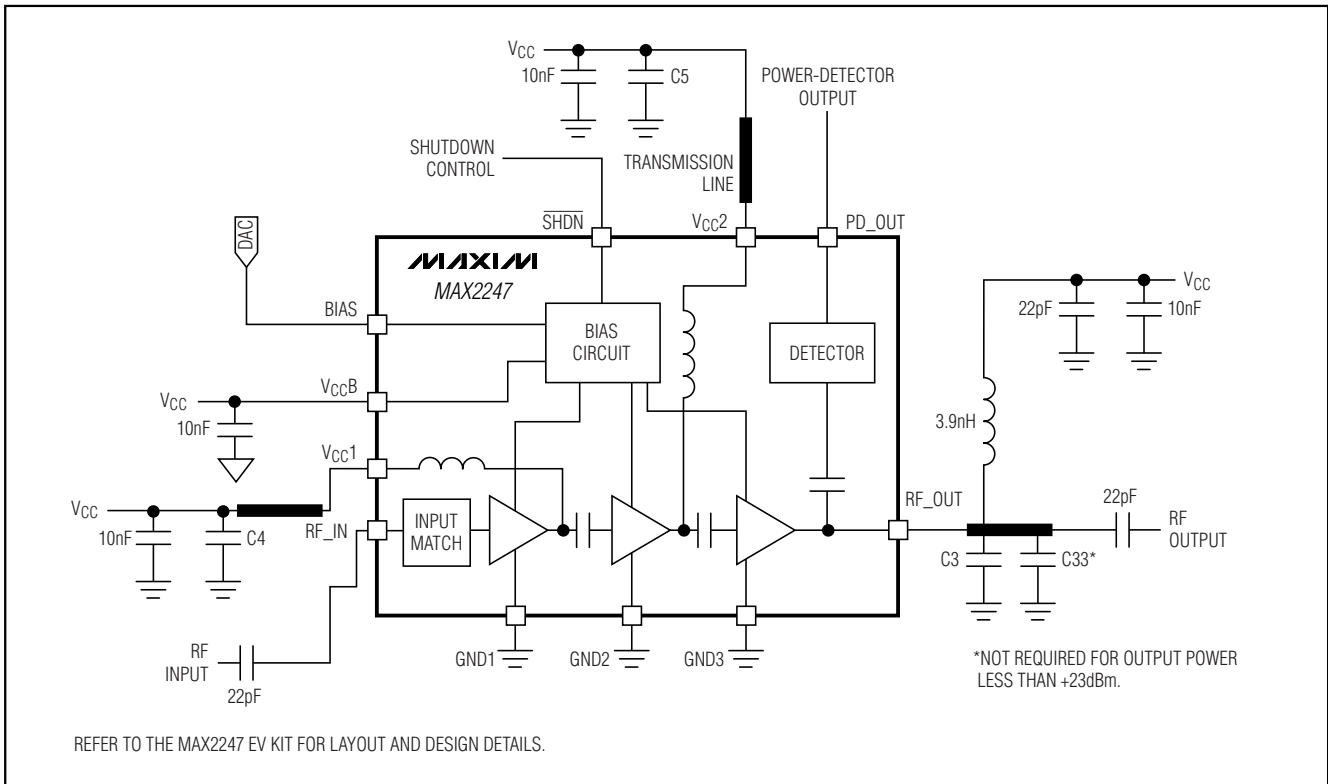 VCC
10nF
C5
POWER-DETECTOR
OUTPUT
SHUTDOWN
CONTROL
TRANSMISSION
LINE
DAC
SHDN
VCC2
PD_OUT
MAXIM
MAX2247
BIAS
BIAS
CIRCUIT
DETECTOR
VCC
22pF
10nF
VCCB
VCC
10nF
3.9nH
VCC1
VCC
10nF
C4
RF_IN
INPUT
MATCH
RF_OUT
22pF
RF
OUTPUT
C3
C33*
RF
INPUT
22pF
GND1
GND2
GND3
*NOT REQUIRED FOR OUTPUT POWER
LESS THAN +23dBm.
REFER TO THE MAX2247 EV KIT FOR LAYOUT AND DESIGN DETAILS.